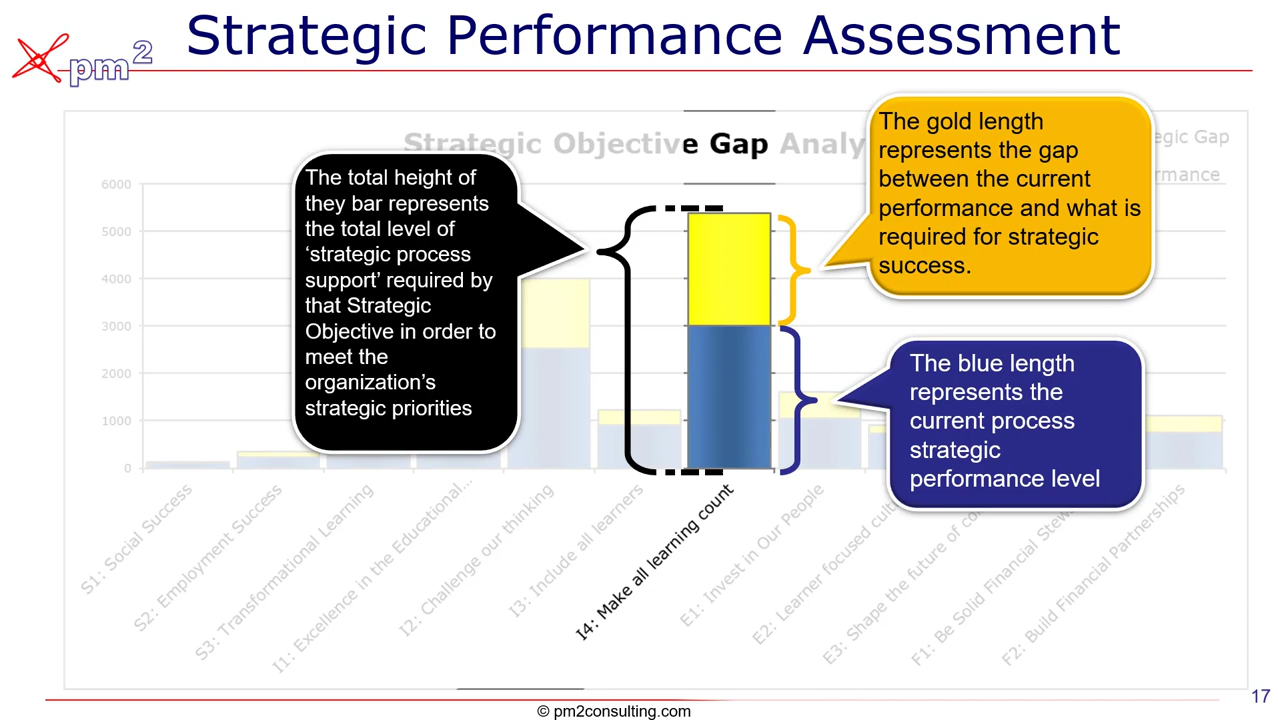 Strategic Performance Assessment
pm2
Strategic Objective Gap Analy
egic Gap
rmance
The gold length
represents the gap
between the current
performance and what is
required for strategic
success.
The total height of
they bar represents
the total level of
‘strategic process
support’ required by
that Strategic
Objective in order to
meet the
organization’s
strategic priorities
The blue length
represents the
current process
strategic
performance level
6000
5000
4000
3000
2000
1000
0
S1: Social Success
S2: Employment Success
S3: Transformational Learning
I1: Excellence in the Educational…
I2: Challenge our thinking
I3: Include all learners
I4: Make all learning count
E1: Invest in Our People
E2: Learner focused cult
E3: Shape the future of co
F1: Be Solid Financial Stew
F2: Build Financial Partnerships
17
© pm2consulting.com